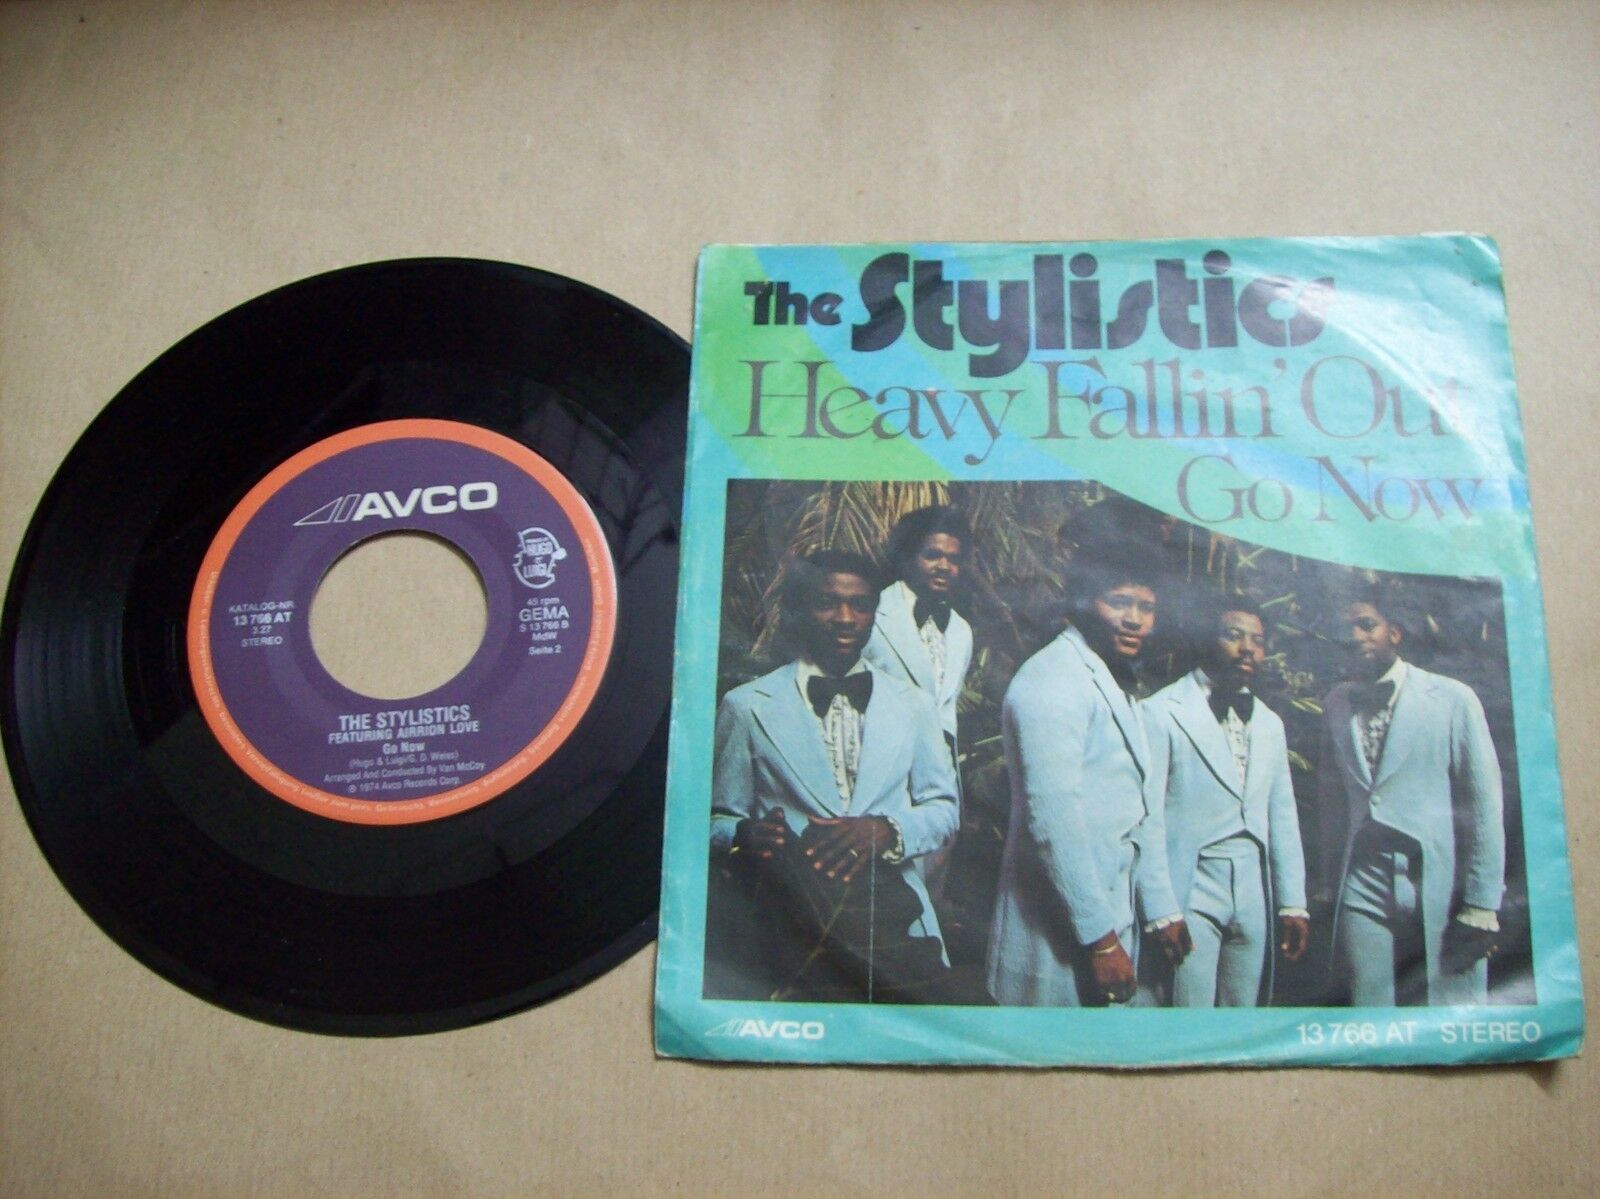 AVCO
PRODUCED BY
HUGO
&
LUIGI
KATALOG-NR.
13 766 AT
3.27
STEREO
45 rpm
GEMA
S 13 766 B
MdW
Seite 2
THE STYLISTICS
FEATURING AIRRION LOVE
Go Now
(Hugo & Luigi/G. D. Weiss)
Arranged And Conducted By Van McCoy
℗ 1974 Avco Records Corp.
The Stylistics
Heavy Fallin' Out
Go Now
AVCO
13 766 AT STEREO